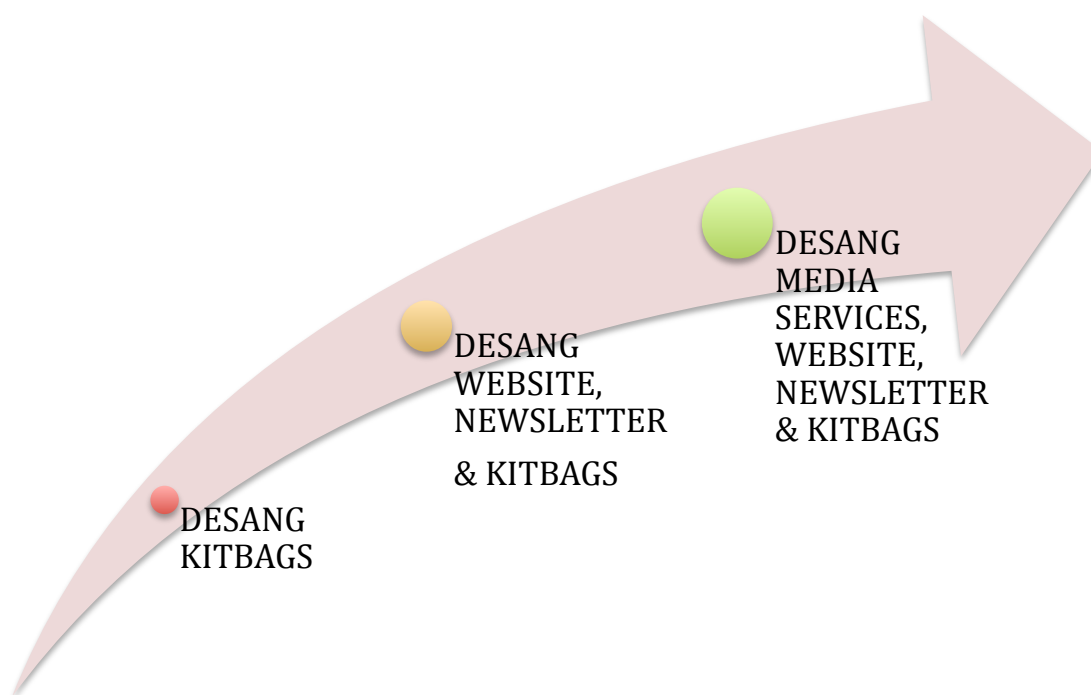 DESANG
KITBAGS
DESANG
WEBSITE,
NEWSLETTER
& KITBAGS
DESANG
MEDIA
SERVICES,
WEBSITE,
NEWSLETTER
& KITBAGS